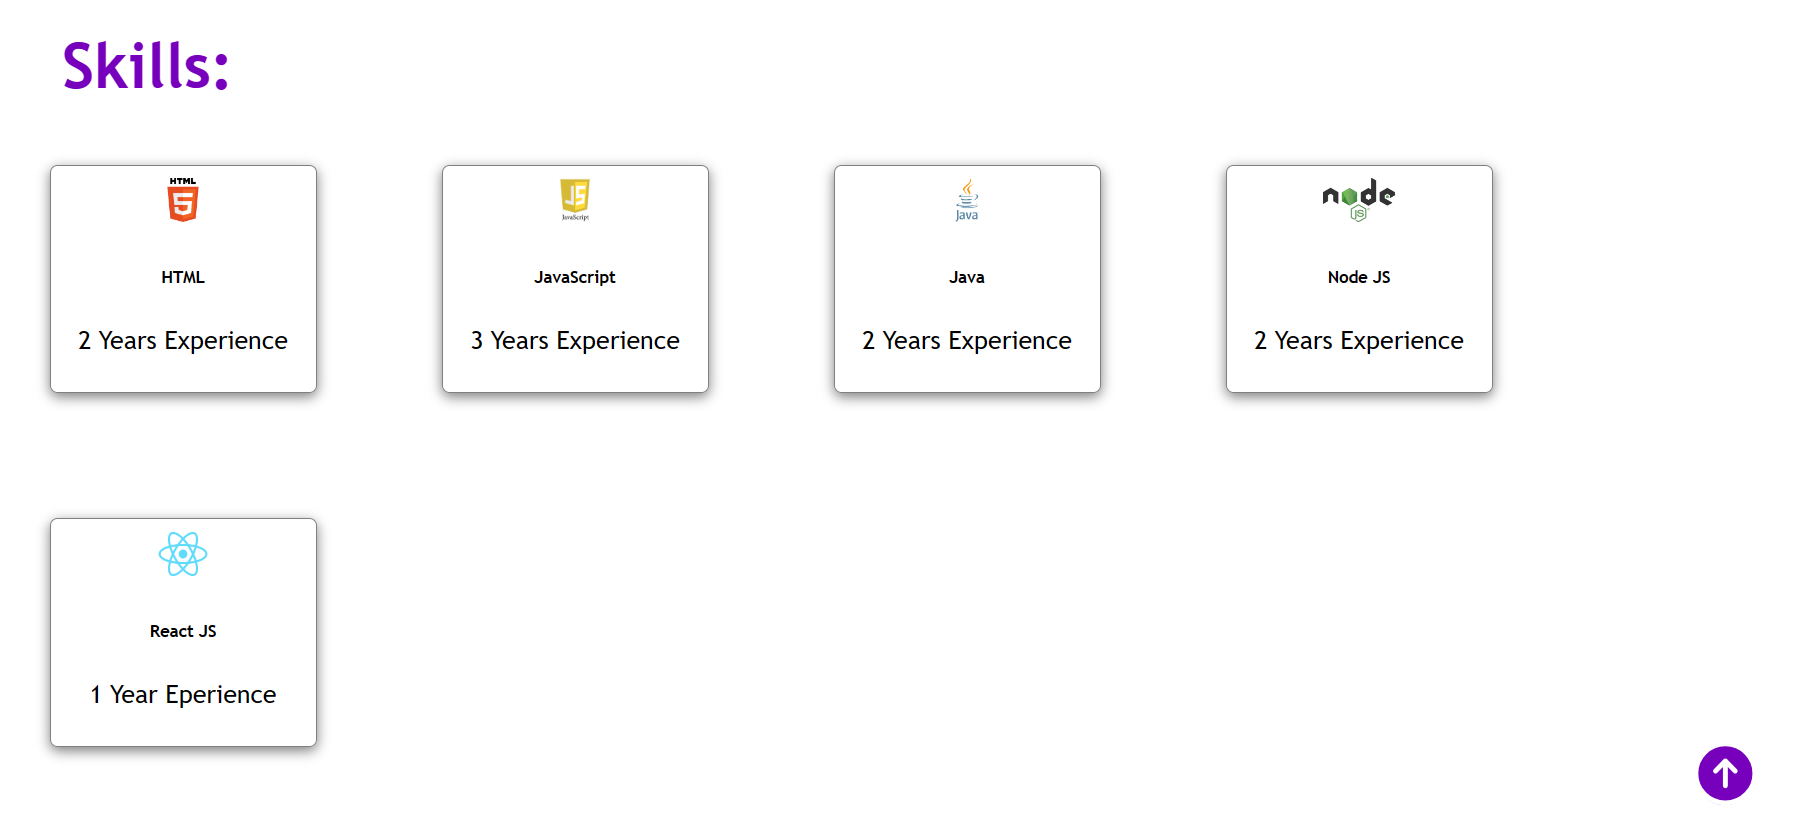 Skills:
HTML
5
HTML
2 Years Experience
JS
JavaScript
JavaScript
3 Years Experience
Java
Java
2 Years Experience
node
JS
Node JS
2 Years Experience
React JS
1 Year Eperience